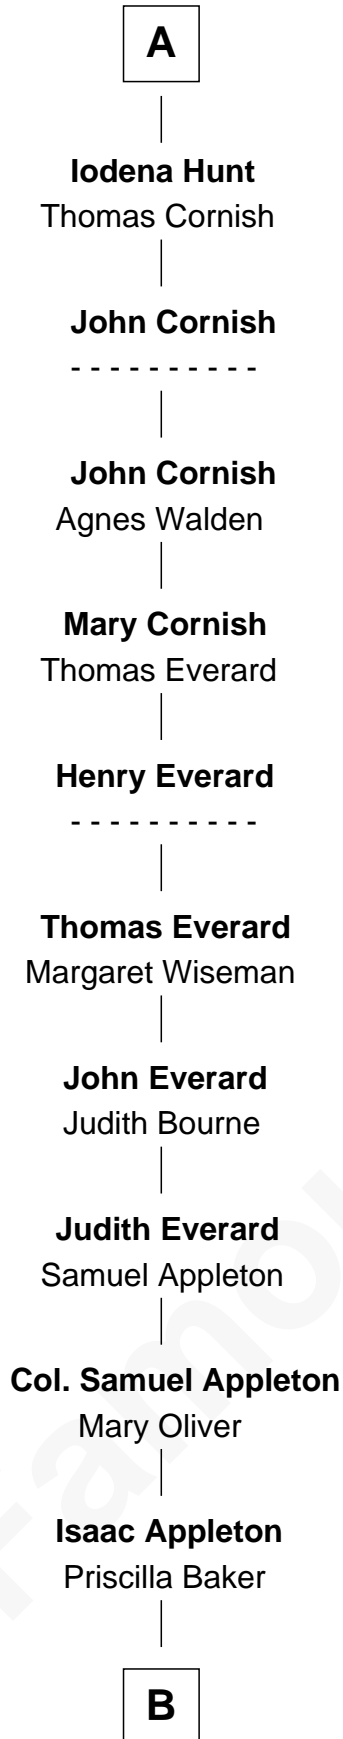 A
Iodena Hunt
Thomas Cornish
John Cornish
- - - - - - - - - -
John Cornish
Agnes Walden
Mary Cornish
Thomas Everard
Henry Everard
- - - - - - - - - -
Thomas Everard
Margaret Wiseman
John Everard
Judith Bourne
Judith Everard
Samuel Appleton
Col. Samuel Appleton
Mary Oliver
Isaac Appleton
Priscilla Baker
B